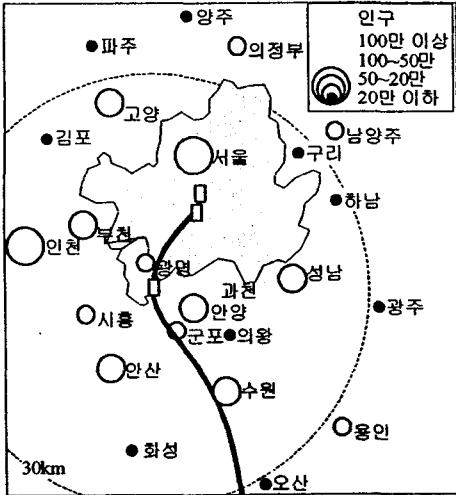 양주
파주
의정부
인구
100만 이상
100~50만
50~20만
20만 이하
고양
김포
서울
남양주
구리
하남
부천
인천
광명
과천
성남
시흥
안양
광주
군포
의왕
안산
수원
용인
화성
30km
오산